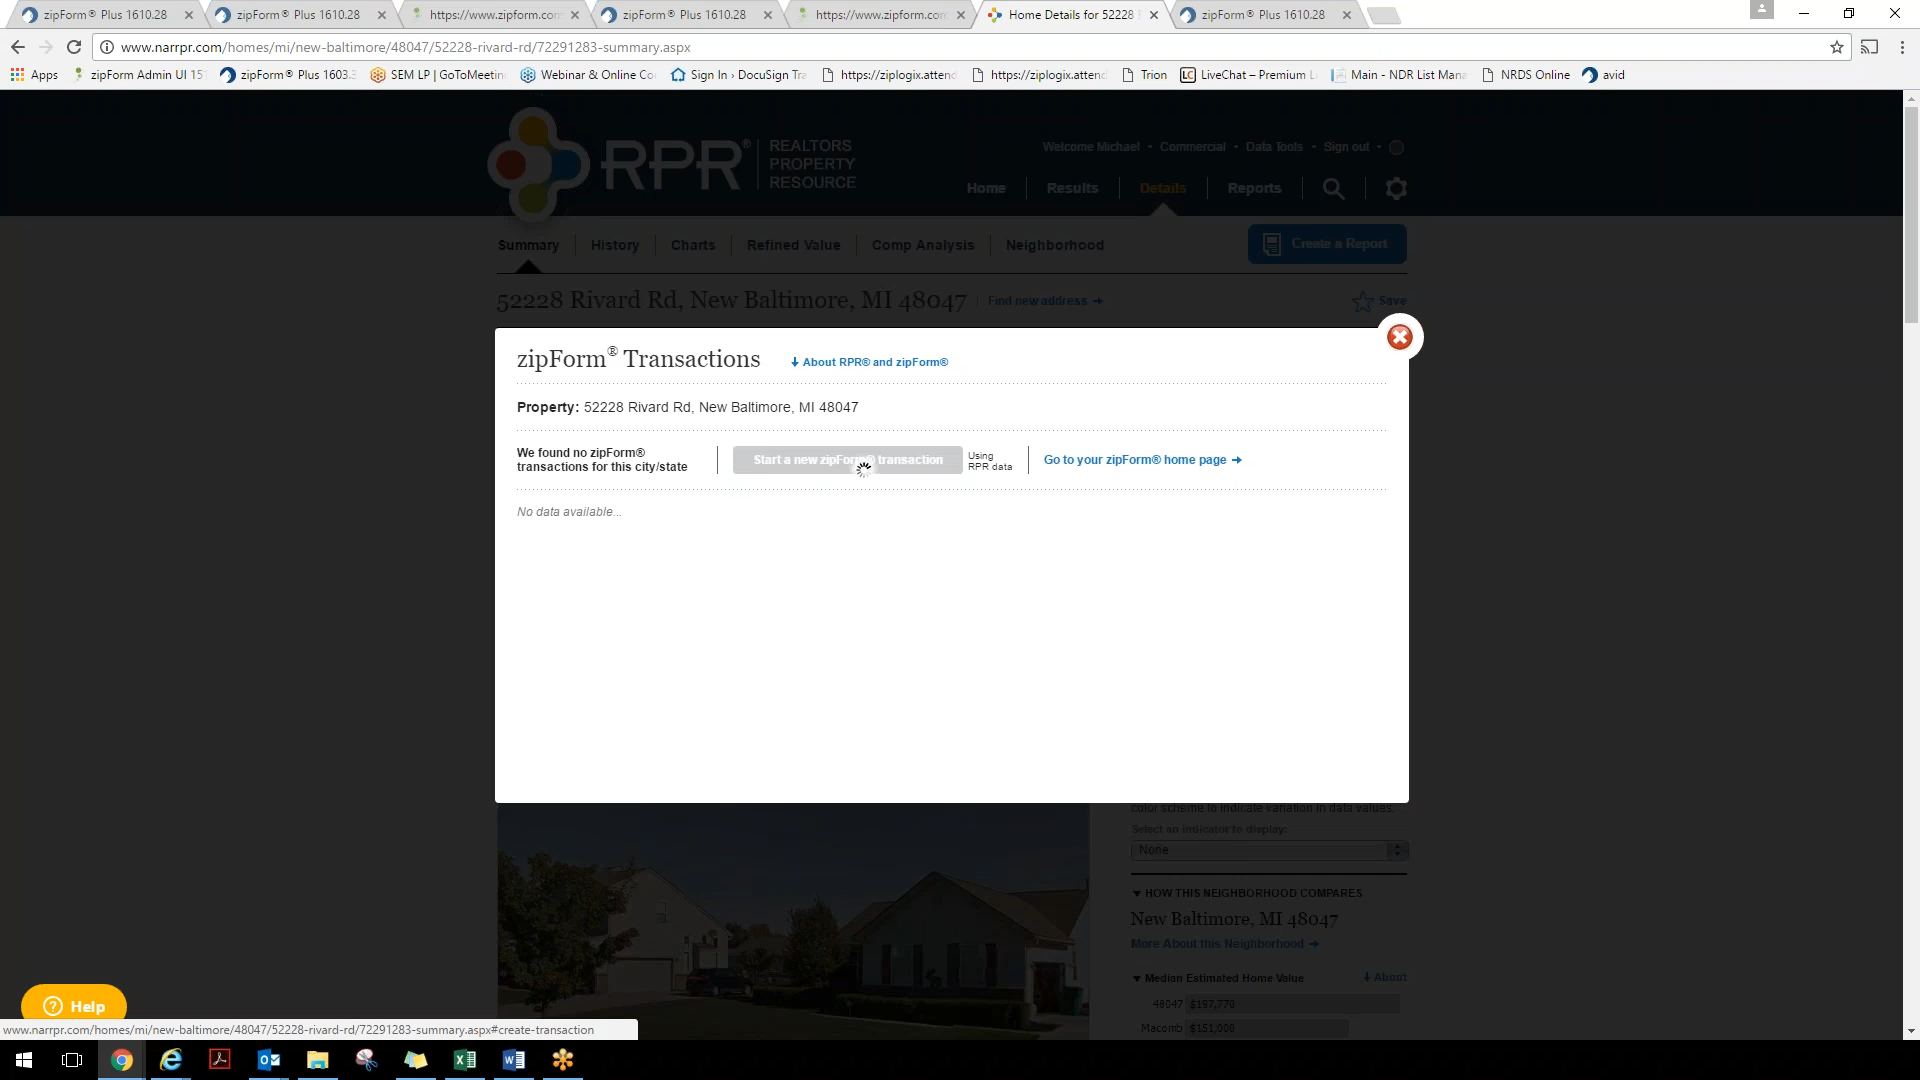 zipForm® Plus 1610.28
zipForm® Plus 1610.28
https://www.zipform.com
zipForm® Plus 1610.28
https://www.zipform.com
Home Details for 52228
zipForm® Plus 1610.28
www.narrpr.com/homes/mi/new-baltimore/48047/52228-rivard-rd/72291283-summary.aspx
Apps
zipForm Admin UI 15
zipForm® Plus 1603.
SEM LP | GoToMeetin
Webinar & Online Co
Sign In › DocuSign Tra
https://ziplogix.attend
https://ziplogix.attend
Trion
LC LiveChat – Premium
Main - NDR List Mana
NRDS Online
avid
RPR® REALTORS
PROPERTY
RESOURCE
Welcome Michael • Commercial • Data Tools • Sign out •
Home Results Details Reports
Summary History Charts Refined Value Comp Analysis Neighborhood
Create a Report
52228 Rivard Rd, New Baltimore, MI 48047
Find new address
Save
zipForm® Transactions
About RPR® and zipForm®
Property: 52228 Rivard Rd, New Baltimore, MI 48047
We found no zipForm®
transactions for this city/state
Start a new zipForm® transaction
Using
RPR data
Go to your zipForm® home page
No data available...
color scheme to indicate variation in data values.
Select an indicator to display:
None
HOW THIS NEIGHBORHOOD COMPARES
New Baltimore, MI 48047
More About this Neighborhood
Median Estimated Home Value
About
48047 $197,770
Macomb $151,000
? Help
www.narrpr.com/homes/mi/new-baltimore/48047/52228-rivard-rd/72291283-summary.aspx#create-transaction